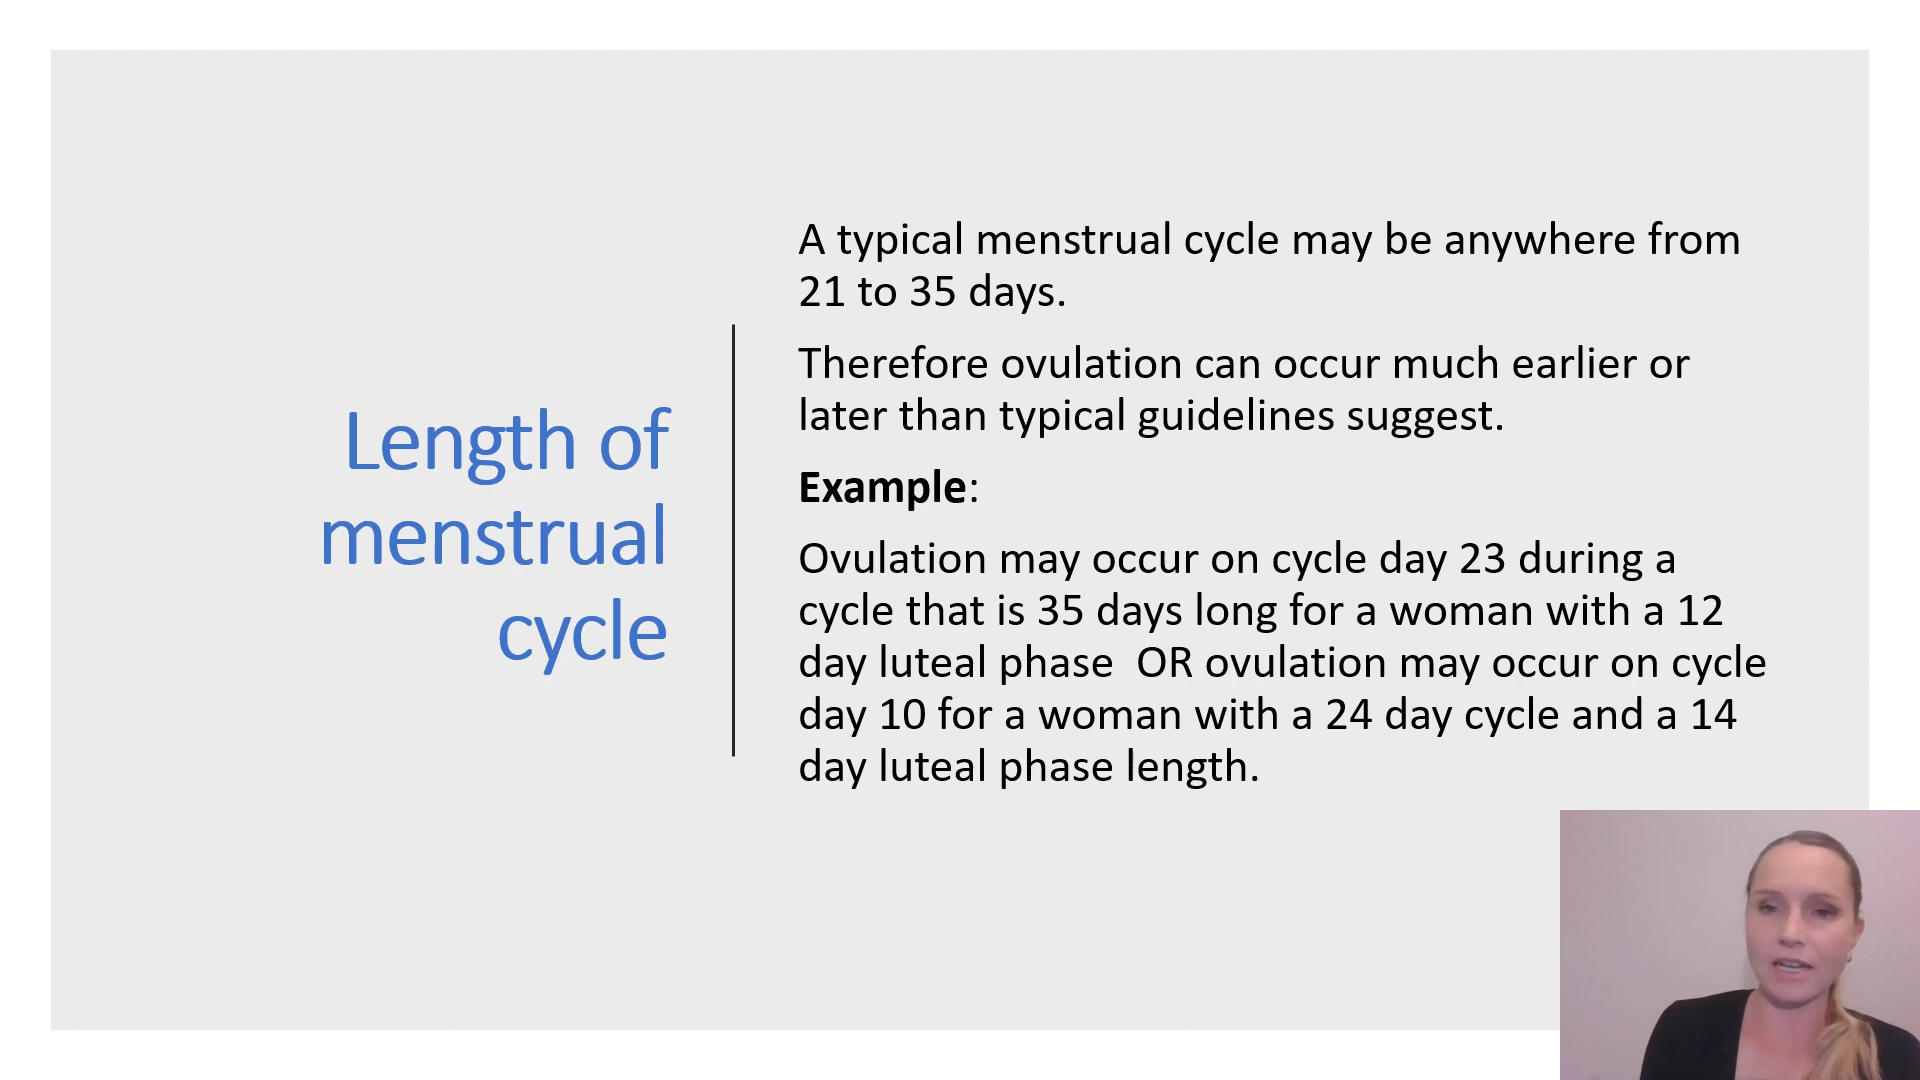 Length of
menstrual
cycle
A typical menstrual cycle may be anywhere from
21 to 35 days.
Therefore ovulation can occur much earlier or
later than typical guidelines suggest.
Example:
Ovulation may occur on cycle day 23 during a
cycle that is 35 days long for a woman with a 12
day luteal phase  OR ovulation may occur on cycle
day 10 for a woman with a 24 day cycle and a 14
day luteal phase length.